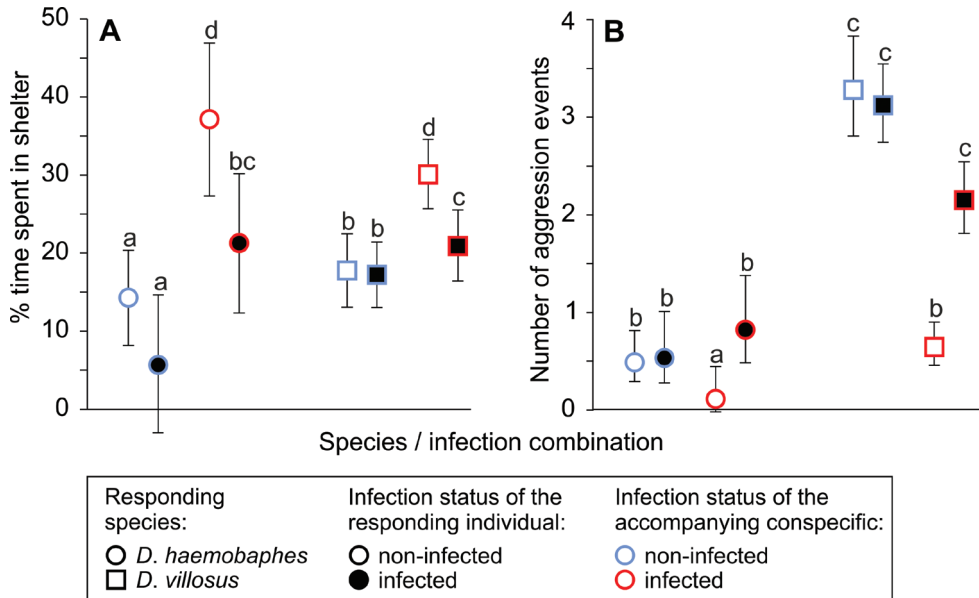 A
B
% time spent in shelter
50
40
30
20
10
0
a
a
d
bc
b
b
d
c
Number of aggression events
4
3
2
1
0
b
b
a
b
c
c
b
c
Species / infection combination
Responding
species:
D. haemobaphes
D. villosus
Infection status of the
responding individual:
non-infected
infected
Infection status of the
accompanying conspecific:
non-infected
infected